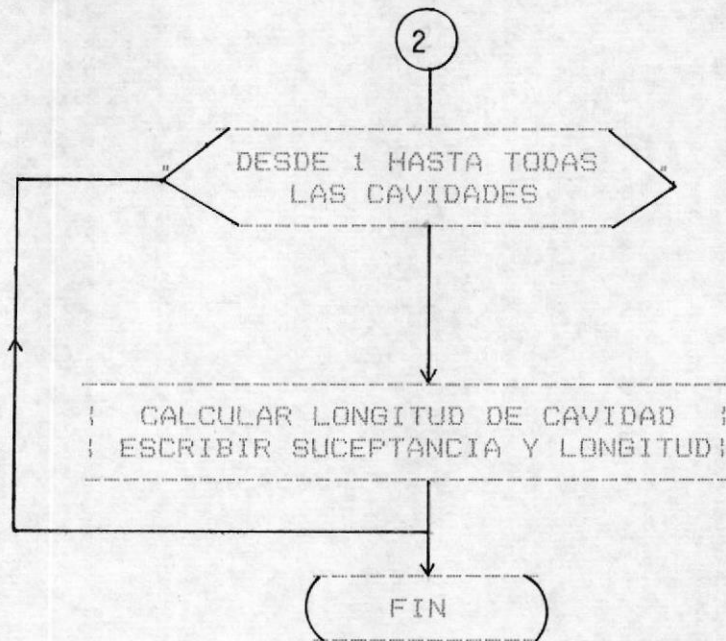 2
DESDE 1 HASTA TODAS
LAS CAVIDADES
CALCULAR LONGITUD DE CAVIDAD
ESCRIBIR SUCEPTANCIA Y LONGITUD
FIN